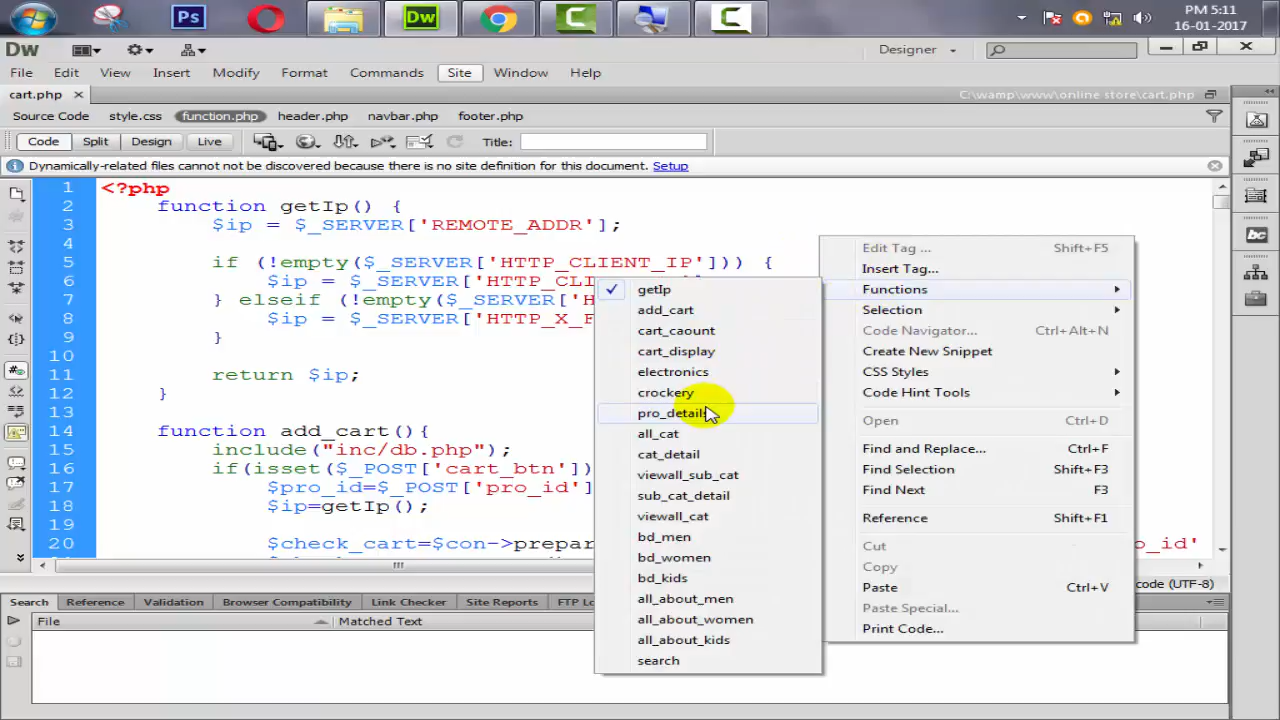 Ps
Dw
PM 5:11
16-01-2017
Dw
Designer
File Edit View Insert Modify Format Commands Site Window Help
cart.php
C:\wamp\www\online store\cart.php
Source Code style.css function.php header.php navbar.php footer.php
Code Split Design Live Title:
Dynamically-related files cannot be discovered because there is no site definition for this document. Setup
1 <?php
2 function getIp() {
3 $ip = $_SERVER['REMOTE_ADDR'];
4
5 if (!empty($_SERVER['HTTP_CLIENT_IP'])) {
6 $ip = $_SERVER['HTTP_CLI
7 } elseif (!empty($_SERVER['H
8 $ip = $_SERVER['HTTP_X_F
9 }
10
11 return $ip;
12 }
13
14 function add_cart(){
15 include("inc/db.php");
16 if(isset($_POST['cart_btn'])
17 $pro_id=$_POST['pro_id']
18 $ip=getIp();
19
20 $check_cart=$con->prepar
o_id'
getIp
add_cart
cart_caount
cart_display
electronics
crockery
pro_details
all_cat
cat_detail
viewall_sub_cat
sub_cat_detail
viewall_cat
bd_men
bd_women
bd_kids
all_about_men
all_about_women
all_about_kids
search
Edit Tag ... Shift+F5
Insert Tag...
Functions
Selection
Code Navigator... Ctrl+Alt+N
Create New Snippet
CSS Styles
Code Hint Tools
Open Ctrl+D
Find and Replace... Ctrl+F
Find Selection Shift+F3
Find Next F3
Reference Shift+F1
Cut
Copy
Paste Ctrl+V
Paste Special...
Print Code...
code (UTF-8)
Search Reference Validation Browser Compatibility Link Checker Site Reports FTP Lo
File Matched Text